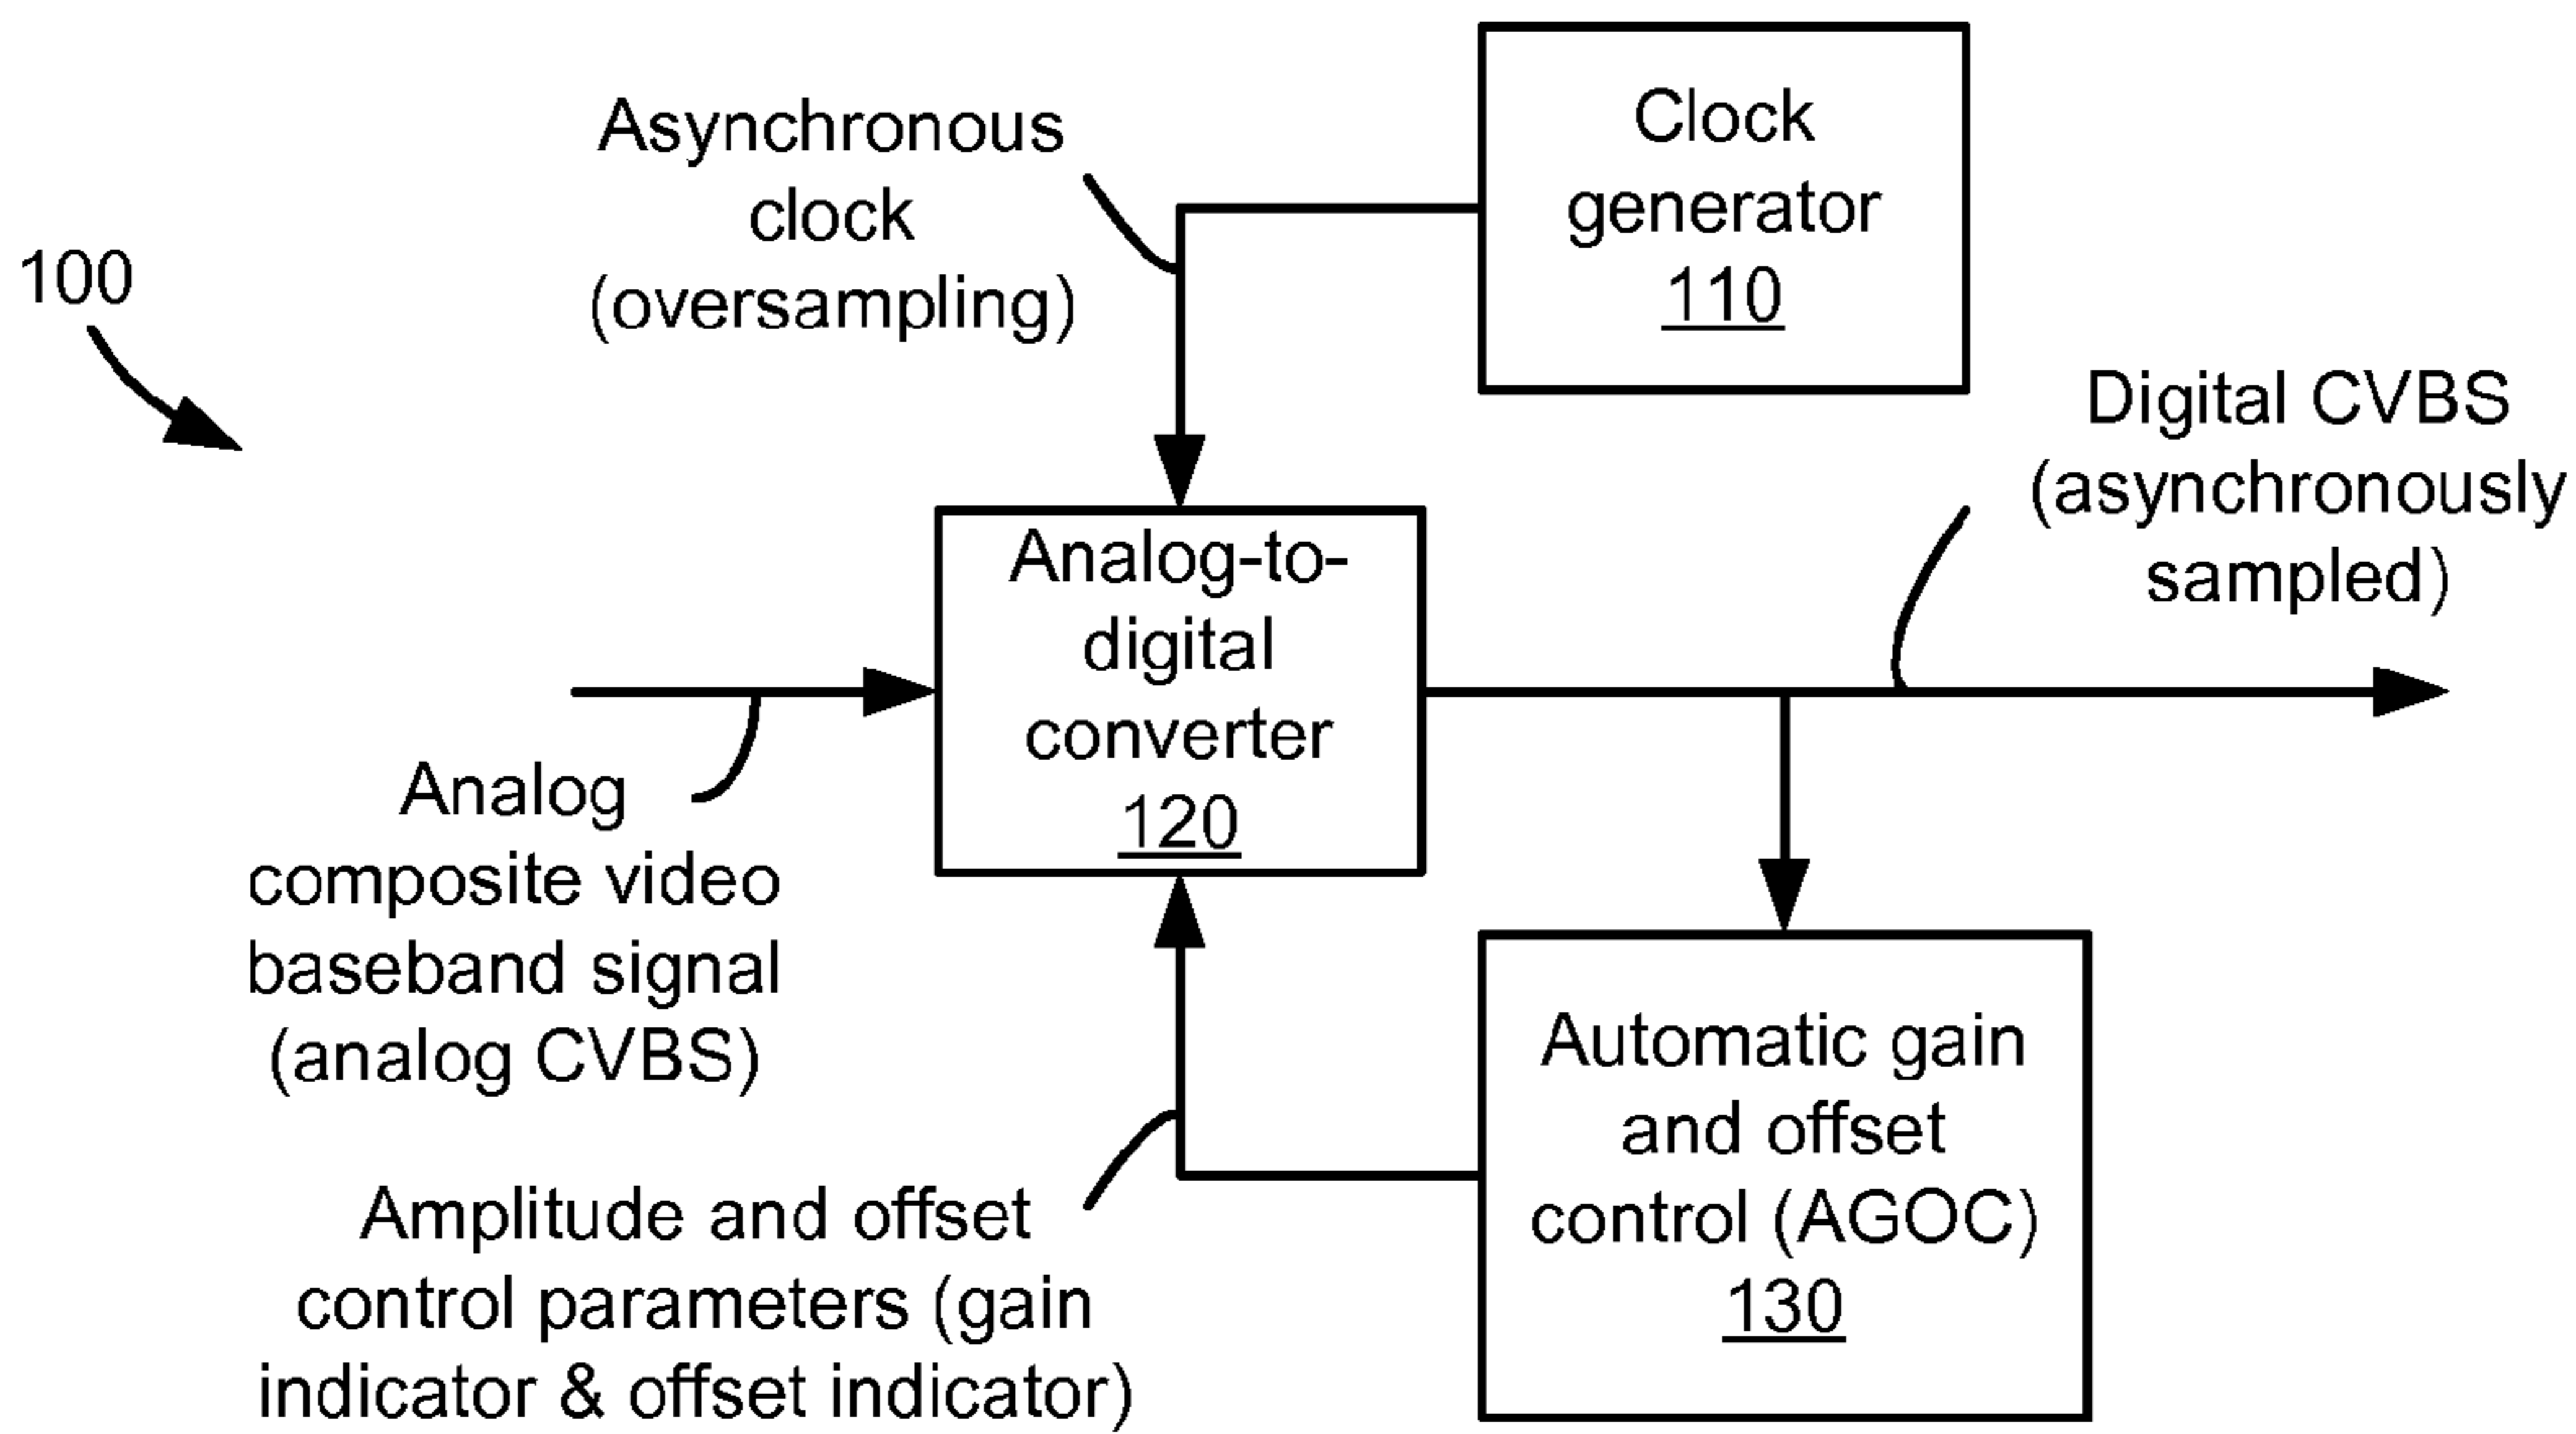 100
Asynchronous
clock
(oversampling)
Clock
generator
110
Digital CVBS
(asynchronously
sampled)
Analog-to-
digital
converter
120
Analog
composite video
baseband signal
(analog CVBS)
Automatic gain
and offset
control (AGOC)
130
Amplitude and offset
control parameters (gain
indicator & offset indicator)